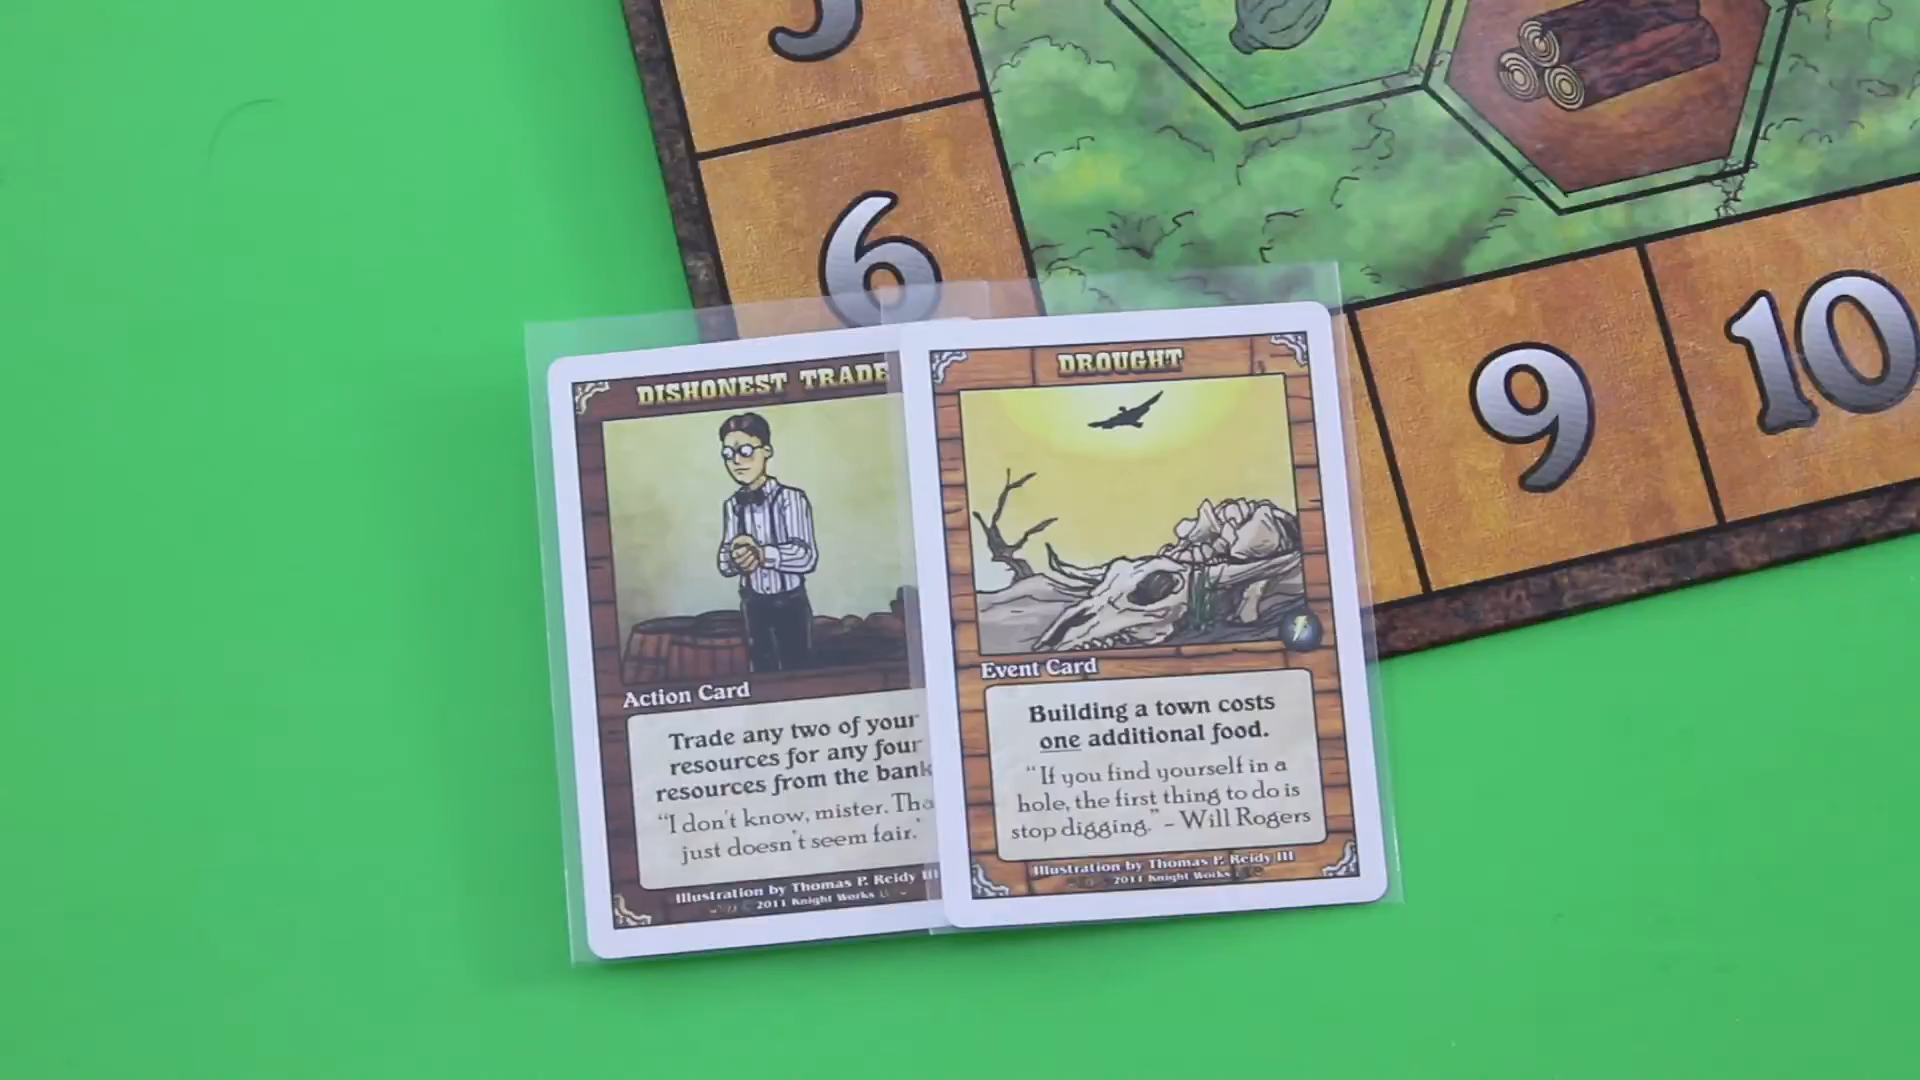 6
9
10
DISHONEST TRADE
Action Card
Trade any two of your
resources for any four
resources from the bank
"I don't know, mister. Tha
just doesn't seem fair.
Illustration by Thomas P. Reidy III
2011 Knight Works
DROUGHT
Event Card
Building a town costs
one additional food.
"If you find yourself in a
hole, the first thing to do is
stop digging." - Will Rogers
Illustration by Thomas P. Reidy III
2011 Knight Works